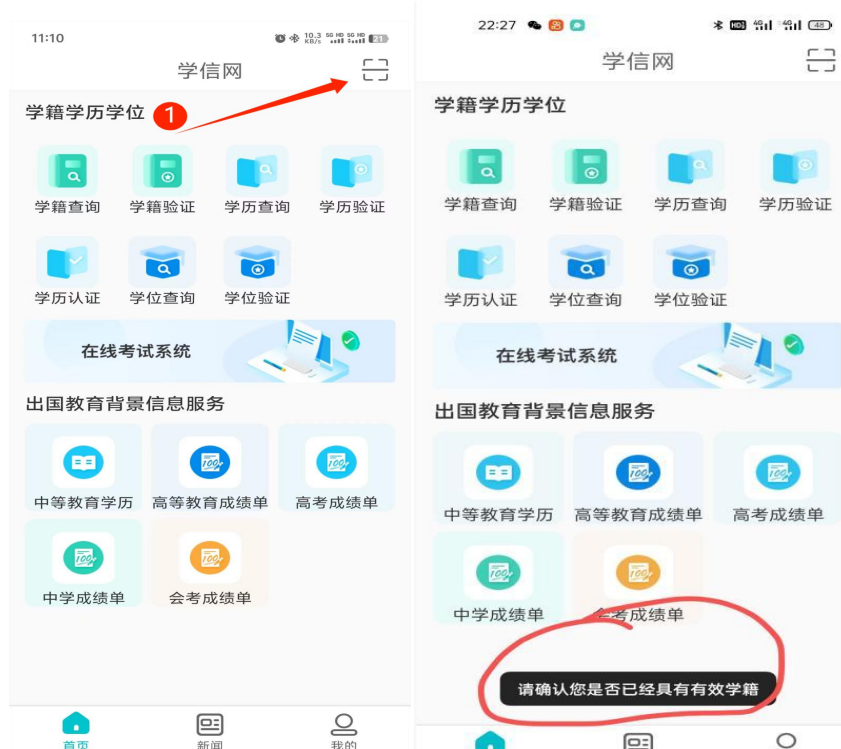 11:10
10.3 KB/s 5G HD 5G HD 21
学信网
学籍学历学位
1
学籍查询 学籍验证 学历查询 学历验证
学历认证 学位查询 学位验证
在线考试系统
出国教育背景信息服务
中等教育学历 高等教育成绩单 高考成绩单
中学成绩单 会考成绩单
首页 新闻 我的
22:27
HD 4G 4G 48
学信网
学籍学历学位
学籍查询 学籍验证 学历查询 学历验证
学历认证 学位查询 学位验证
在线考试系统
出国教育背景信息服务
中等教育学历 高等教育成绩单 高考成绩单
中学成绩单 会考成绩单
请确认您是否已经具有有效学籍